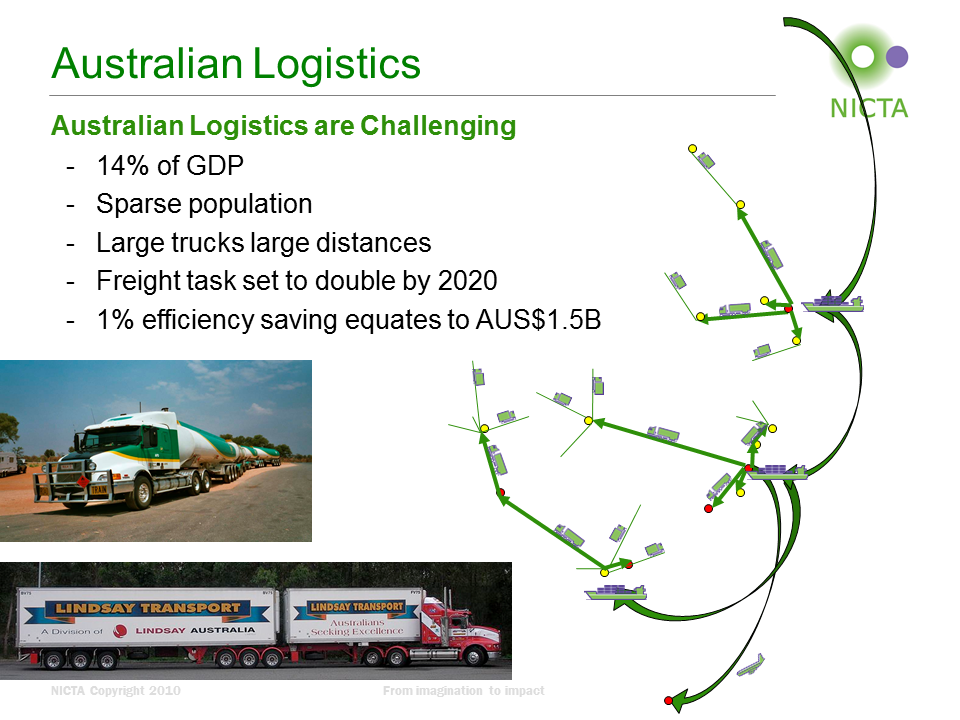 Australian Logistics
NICTA
Australian Logistics are Challenging
- 14% of GDP
- Sparse population
- Large trucks large distances
- Freight task set to double by 2020
- 1% efficiency saving equates to AUS$1.5B
LINDSAY TRANSPORT
A Division of LINDSAY AUSTRALIA
LINDSAY TRANSPORT
Australians
Seeking Excellence
NICTA Copyright 2010
From imagination to impact